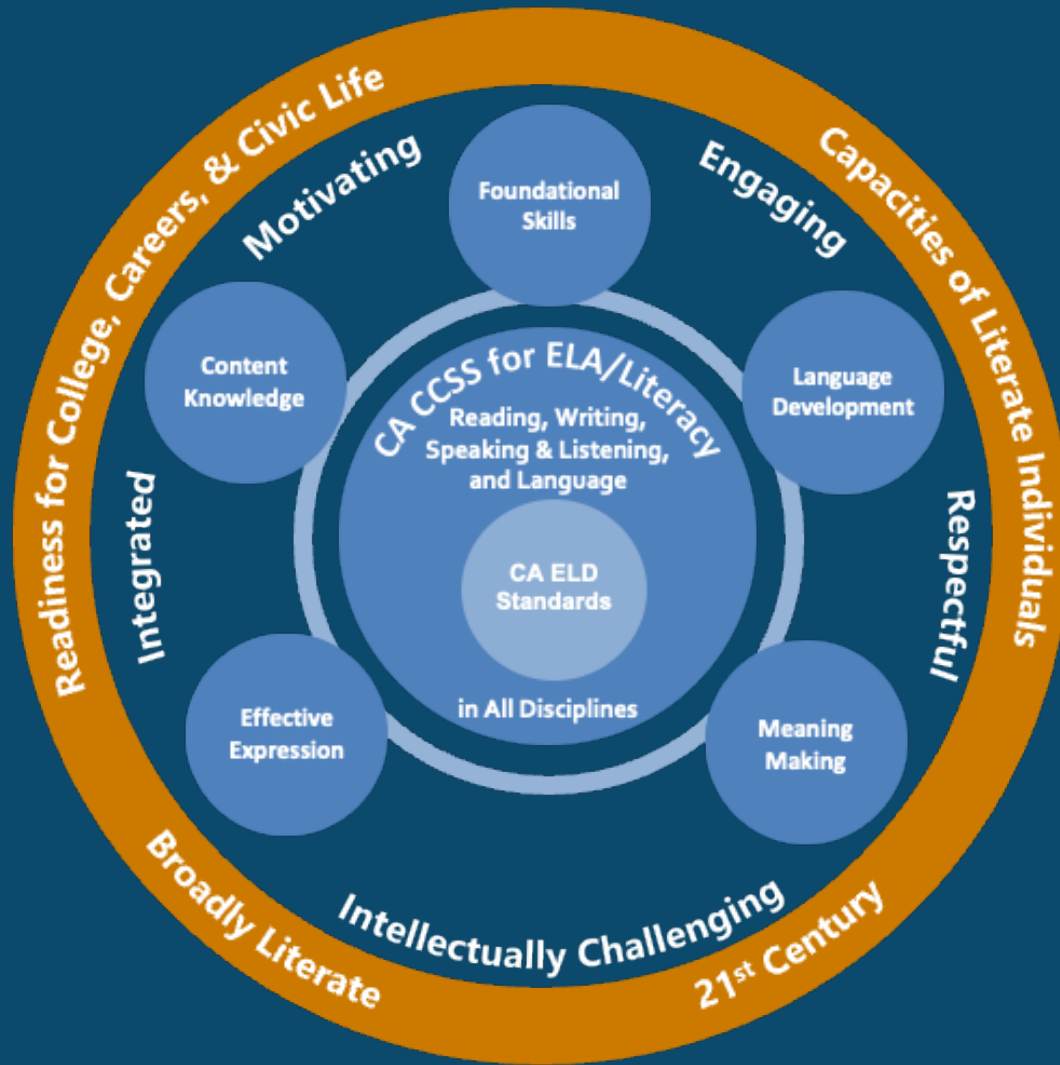 Readiness for College, Careers, & Civic Life
Capacities of Literate Individuals
Motivating
Engaging
Foundational
Skills
Content
Knowledge
Language
Development
CA CCSS for ELA/Literacy
Reading, Writing,
Speaking & Listening,
and Language
CA ELD
Standards
in All Disciplines
Integrated
Respectful
Effective
Expression
Meaning
Making
Intellectually Challenging
Broadly Literate
21st Century